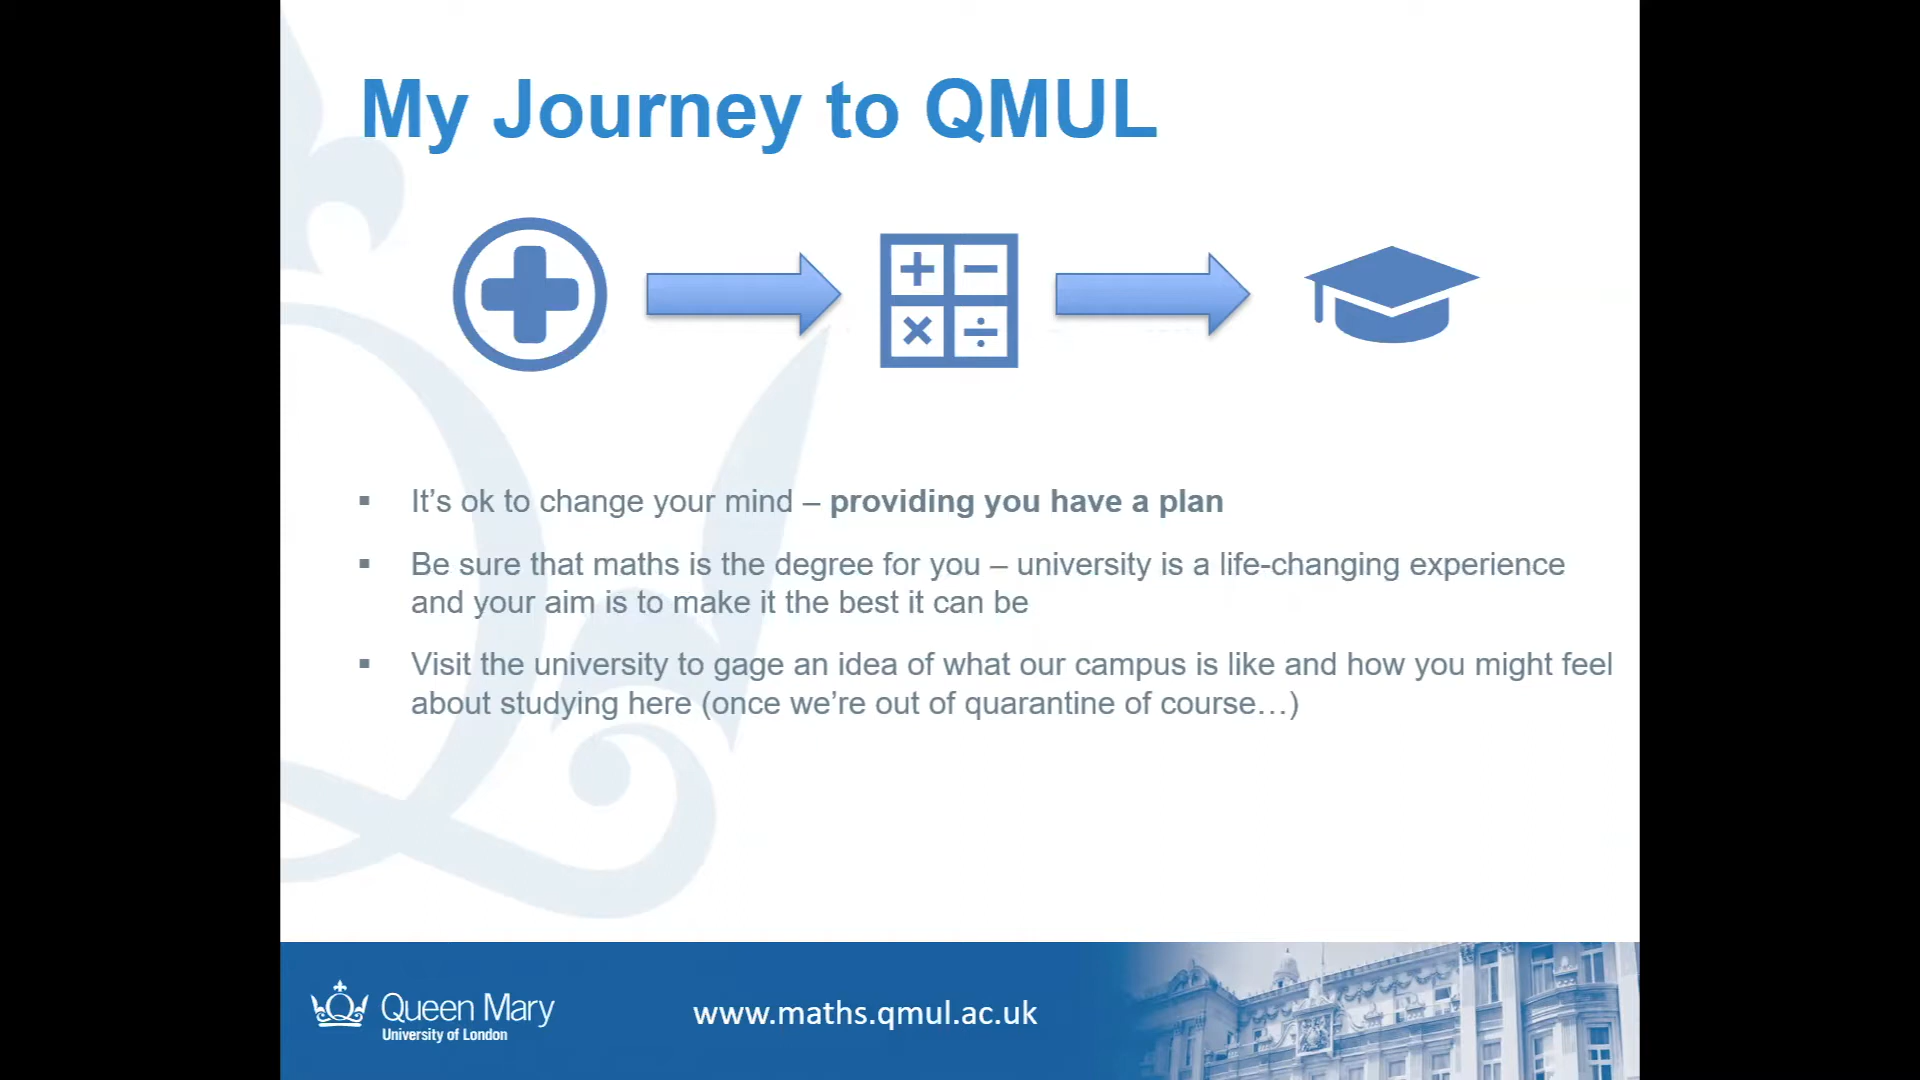 My Journey to QMUL
It's ok to change your mind – providing you have a plan
Be sure that maths is the degree for you – university is a life-changing experience
and your aim is to make it the best it can be
Visit the university to gage an idea of what our campus is like and how you might feel
about studying here (once we're out of quarantine of course…)
Queen Mary
University of London
www.maths.qmul.ac.uk